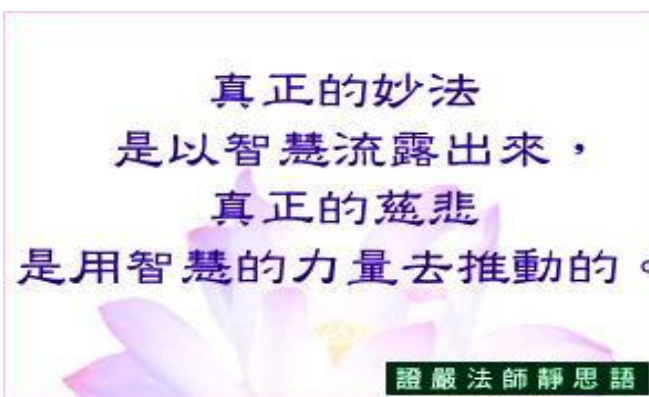 真正的妙法
是以智慧流露出來，
真正的慈悲
是用智慧的力量去推動的。
證嚴法師靜思語